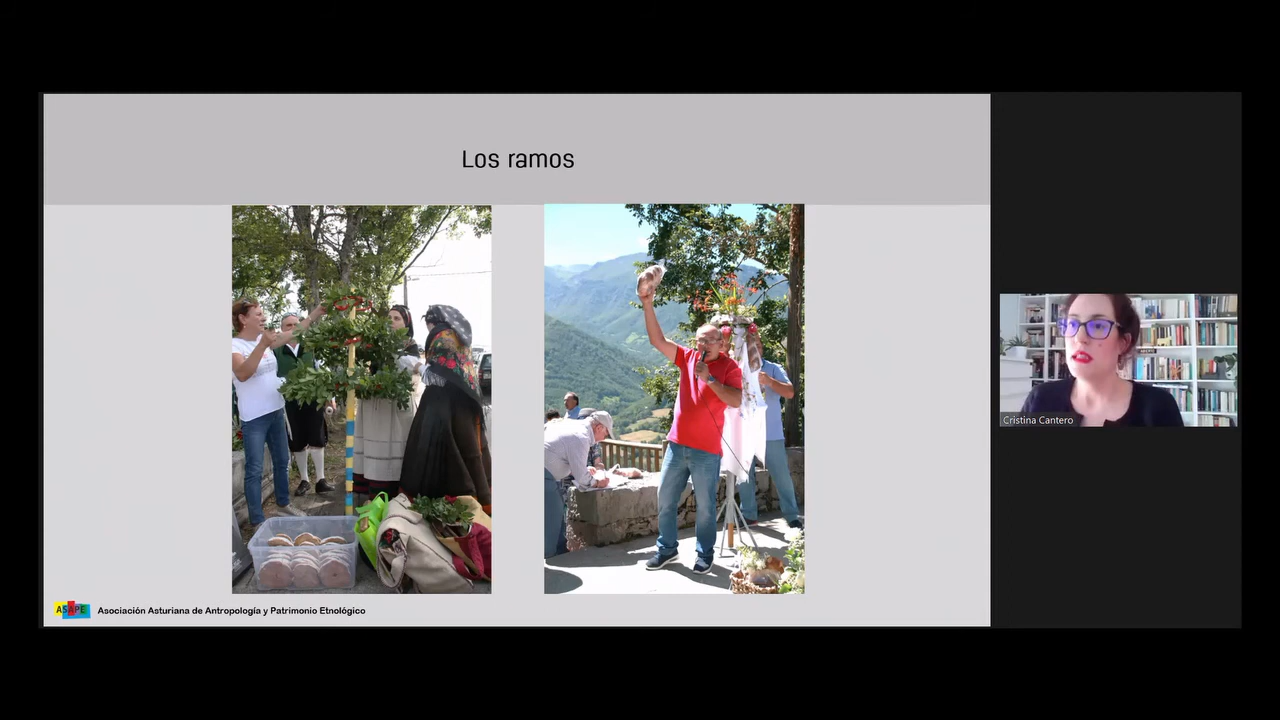 Los ramos
ASAPE
Asociación Asturiana de Antropología y Patrimonio Etnológico
Cristina Cantero